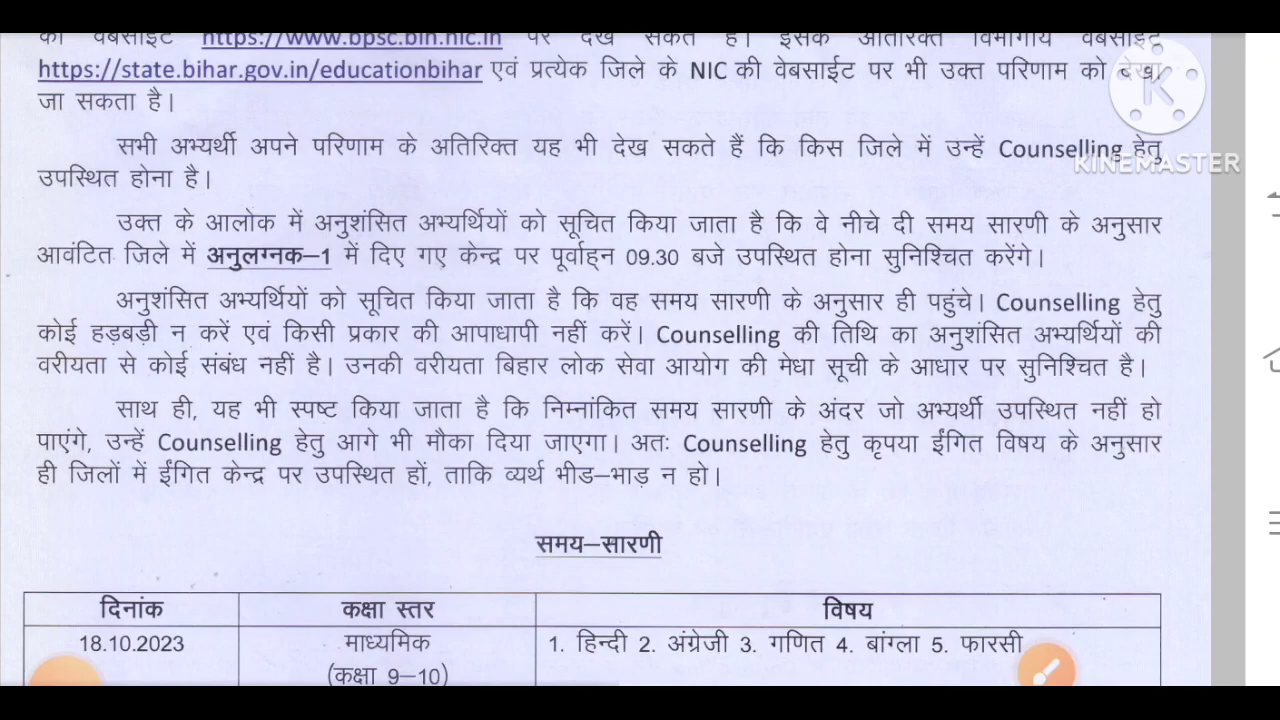 की वेबसाइट https://www.bpsc.bih.nic.in पर देख सकते हैं। इसके अतिरिक्त विभागीय वेबसाइट
https://state.bihar.gov.in/educationbihar एवं प्रत्येक जिले के NIC की वेबसाईट पर भी उक्त परिणाम को देखा
जा सकता है।
सभी अभ्यर्थी अपने परिणाम के अतिरिक्त यह भी देख सकते हैं कि किस जिले में उन्हें Counselling हेतु
KINEMASTER
उपस्थित होना है।
उक्त के आलोक में अनुशंसित अभ्यर्थियों को सूचित किया जाता है कि वे नीचे दी समय सारणी के अनुसार
आवंटित जिले में अनुलग्नक–1 में दिए गए केन्द्र पर पूर्वाह्न 09.30 बजे उपस्थित होना सुनिश्चित करेंगे।
अनुशंसित अभ्यर्थियों को सूचित किया जाता है कि वह समय सारणी के अनुसार ही पहुंचे। Counselling हेतु
कोई हड़बड़ी न करें एवं किसी प्रकार की आपाधापी नहीं करें। Counselling की तिथि का अनुशंसित अभ्यर्थियों की
वरीयता से कोई संबंध नहीं है। उनकी वरीयता बिहार लोक सेवा आयोग की मेधा सूची के आधार पर सुनिश्चित है।
साथ ही, यह भी स्पष्ट किया जाता है कि निम्नांकित समय सारणी के अंदर जो अभ्यर्थी उपस्थित नहीं हो
पाएंगे, उन्हें Counselling हेतु आगे भी मौका दिया जाएगा। अतः Counselling हेतु कृपया ईंगित विषय के अनुसार
ही जिलों में ईंगित केन्द्र पर उपस्थित हों, ताकि व्यर्थ भीड–भाड़ न हो।
समय–सारणी
दिनांक कक्षा स्तर विषय
18.10.2023 माध्यमिक 1. हिन्दी 2. अंग्रेजी 3. गणित 4. बांग्ला 5. फारसी
(कक्षा 9–10)